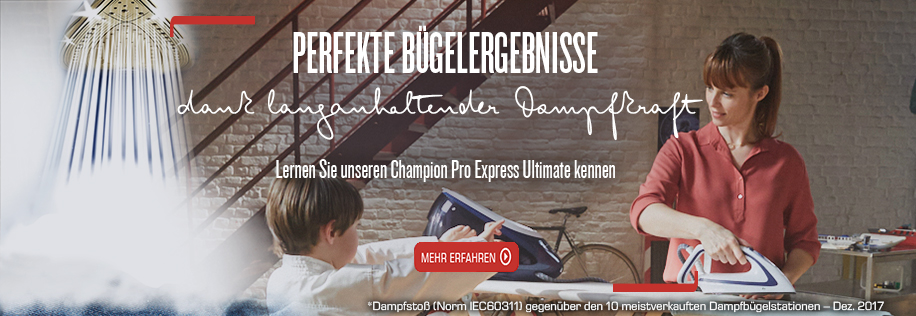 PERFEKTE BÜGELERGEBNISSE
dank langanhaltender Dampfkraft
Lernen Sie unseren Champion Pro Express Ultimate kennen
MEHR ERFAHREN
*Dampfstoß (Norm IEC60311) gegenüber den 10 meistverkauften Dampfbügelstationen – Dez. 2017